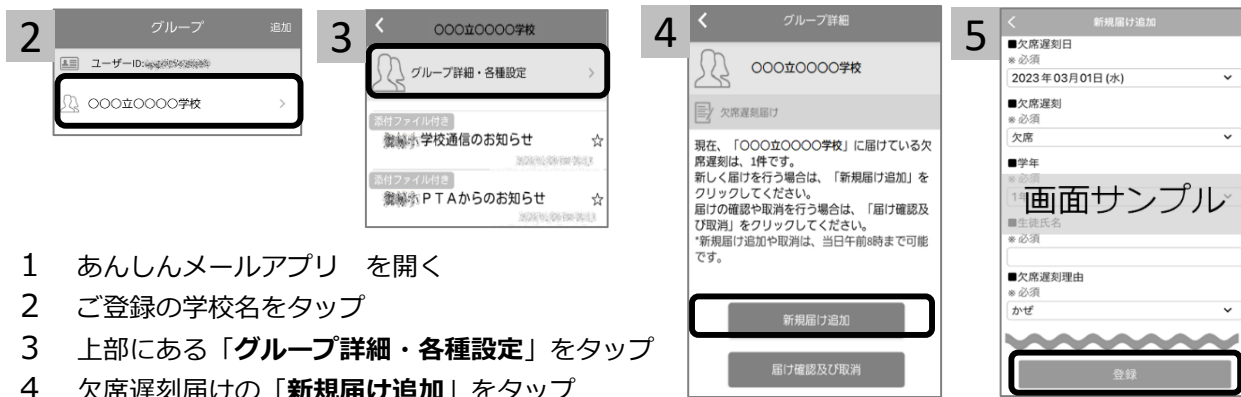 2
グループ
追加
ユーザーID:
〇〇〇立〇〇〇〇学校
3
〇〇〇立〇〇〇〇学校
グループ詳細・各種設定
添付ファイル付き
学校通信のお知らせ
添付ファイル付き
ＰＴＡからのお知らせ
4
グループ詳細
〇〇〇立〇〇〇〇学校
欠席遅刻届け
現在、「〇〇〇立〇〇〇〇学校」に届けている欠
席遅刻は、1件です。
新しく届けを行う場合は、「新規届け追加」を
クリックしてください。
届けの確認や取消を行う場合は、「届け確認及
び取消」をクリックしてください。
*新規届け追加や取消は、当日午前8時まで可能
です。
新規届け追加
届け確認及び取消
5
新規届け追加
■欠席遅刻日
※必須
2023年03月01日(水)
■欠席遅刻
※必須
欠席
■学年
※必須
1年
画面サンプル
■生徒氏名
※必須
■欠席遅刻理由
※必須
かぜ
登録
1 あんしんメールアプリ を開く
2 ご登録の学校名をタップ
3 上部にある「グループ詳細・各種設定」をタップ
4 欠席遅刻届けの「新規届け追加」をタップ